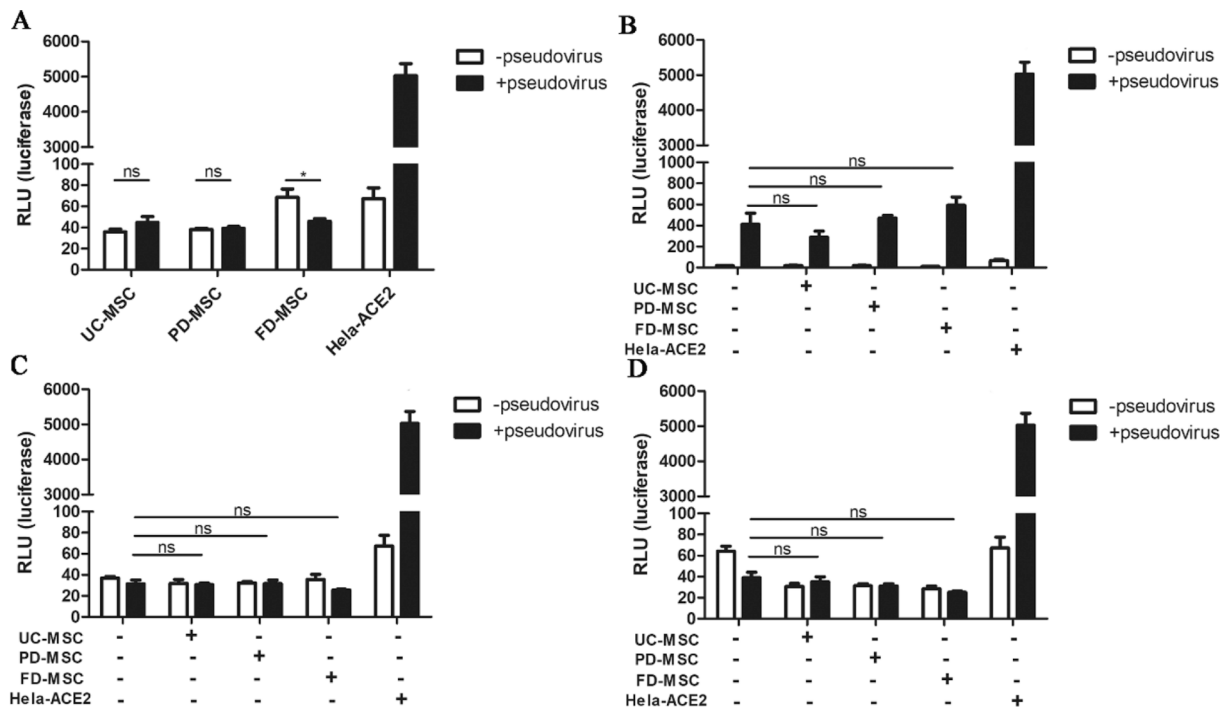 A
RLU (luciferase)
6000
5000
4000
3000
100
80
60
40
20
0
ns
ns
*
-pseudovirus
+pseudovirus
UC-MSC
PD-MSC
FD-MSC
Hela-ACE2
B
RLU (luciferase)
6000
5000
4000
3000
1000
800
600
400
200
0
ns
ns
ns
-pseudovirus
+pseudovirus
UC-MSC - + - - -
PD-MSC - - + - -
FD-MSC - - - + -
Hela-ACE2 - - - - +
C
RLU (luciferase)
6000
5000
4000
3000
100
80
60
40
20
0
ns
ns
ns
-pseudovirus
+pseudovirus
UC-MSC - + - - -
PD-MSC - - + - -
FD-MSC - - - + -
Hela-ACE2 - - - - +
D
RLU (luciferase)
6000
5000
4000
3000
100
80
60
40
20
0
ns
ns
ns
-pseudovirus
+pseudovirus
UC-MSC - + - - -
PD-MSC - - + - -
FD-MSC - - - + -
Hela-ACE2 - - - - +